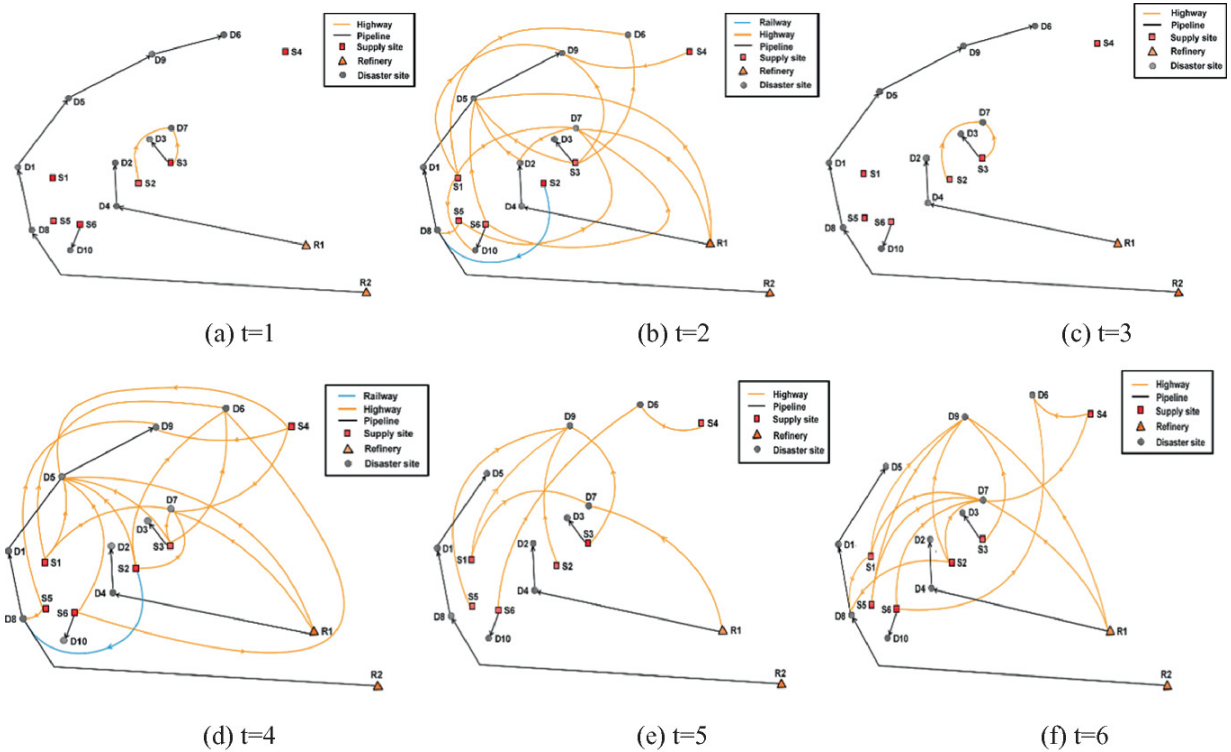 Highway
Pipeline
Supply site
Refinery
Disaster site
D6
S4
D9
D5
D7
D3
D2
S3
D1
S1
S2
S5
S6
D4
D8
D10
R1
R2
(a) t=1
Railway
Highway
Pipeline
Supply site
Refinery
Disaster site
D6
S4
D9
D5
D7
D3
D1
D2
S3
S1
S2
S5
S6
D4
D8
D10
R1
R2
(b) t=2
Highway
Pipeline
Supply site
Refinery
Disaster site
D6
S4
D9
D5
D7
D3
D2
S3
D1
S1
S2
S5
S6
D4
D8
D10
R1
R2
(c) t=3
Railway
Highway
Pipeline
Supply site
Refinery
Disaster site
D6
S4
D9
D5
D7
D3
D1
D2
S3
S1
S2
S5
S6
D4
D8
D10
R1
R2
(d) t=4
Highway
Pipeline
Supply site
Refinery
Disaster site
D6
S4
D9
D5
D7
D3
D1
D2
S3
S1
S2
S5
S6
D4
D8
D10
R1
R2
(e) t=5
Highway
Pipeline
Supply site
Refinery
Disaster site
D6
S4
D9
D5
D7
D3
D1
D2
S3
S1
S2
S5
S6
D4
D8
D10
R1
R2
(f) t=6